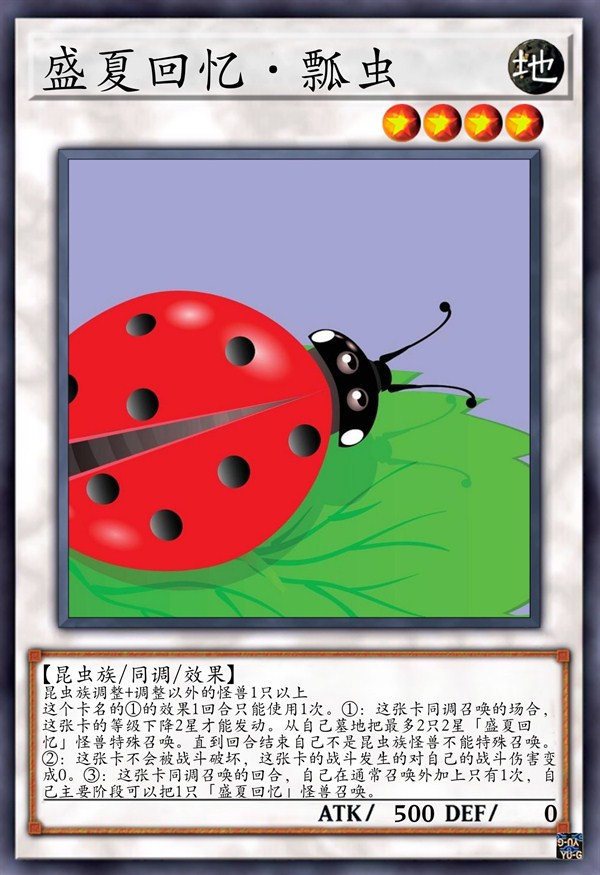 盛夏回忆·瓢虫
地
【昆虫族/同调/效果】
昆虫族调整+调整以外的怪兽1只以上
这个卡名的①的效果1回合只能使用1次。①：这张卡同调召唤的场合，
这张卡的等级下降2星才能发动。从自己墓地把最多2只2星「盛夏回
忆」怪兽特殊召唤。直到回合结束自己不是昆虫族怪兽不能特殊召唤。
②：这张卡不会被战斗破坏，这张卡的战斗发生的对自己的战斗伤害变
成0。③：这张卡同调召唤的回合，自己在通常召唤外加上只有1次，自
己主要阶段可以把1只「盛夏回忆」怪兽召唤。
ATK/ 500 DEF/ 0